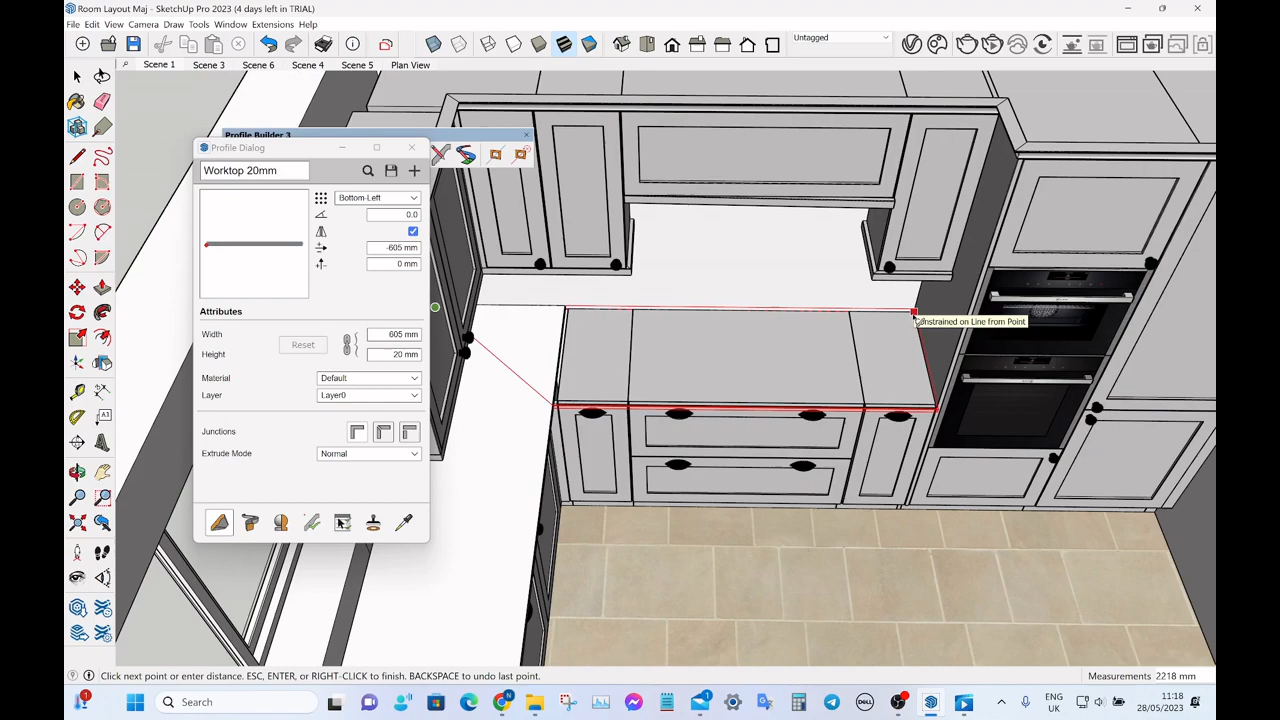 Room Layout Maj - SketchUp Pro 2023 (4 days left in TRIAL)
File Edit View Camera Draw Tools Window Extensions Help
Untagged
Scene 1 Scene 3 Scene 6 Scene 4 Scene 5 Plan View
Profile Builder 3
Profile Dialog
Worktop 20mm
Bottom-Left
0.0
-605 mm
0 mm
Attributes
Width 605 mm
Reset
Height 20 mm
Material Default
Layer Layer0
Junctions
Extrude Mode Normal
onstrained on Line from Point
Click next point or enter distance. ESC, ENTER, or RIGHT-CLICK to finish. BACKSPACE to undo last point.
Measurements 2218 mm
1
Search
1
DELL
ENG
UK
11:18
28/05/2023